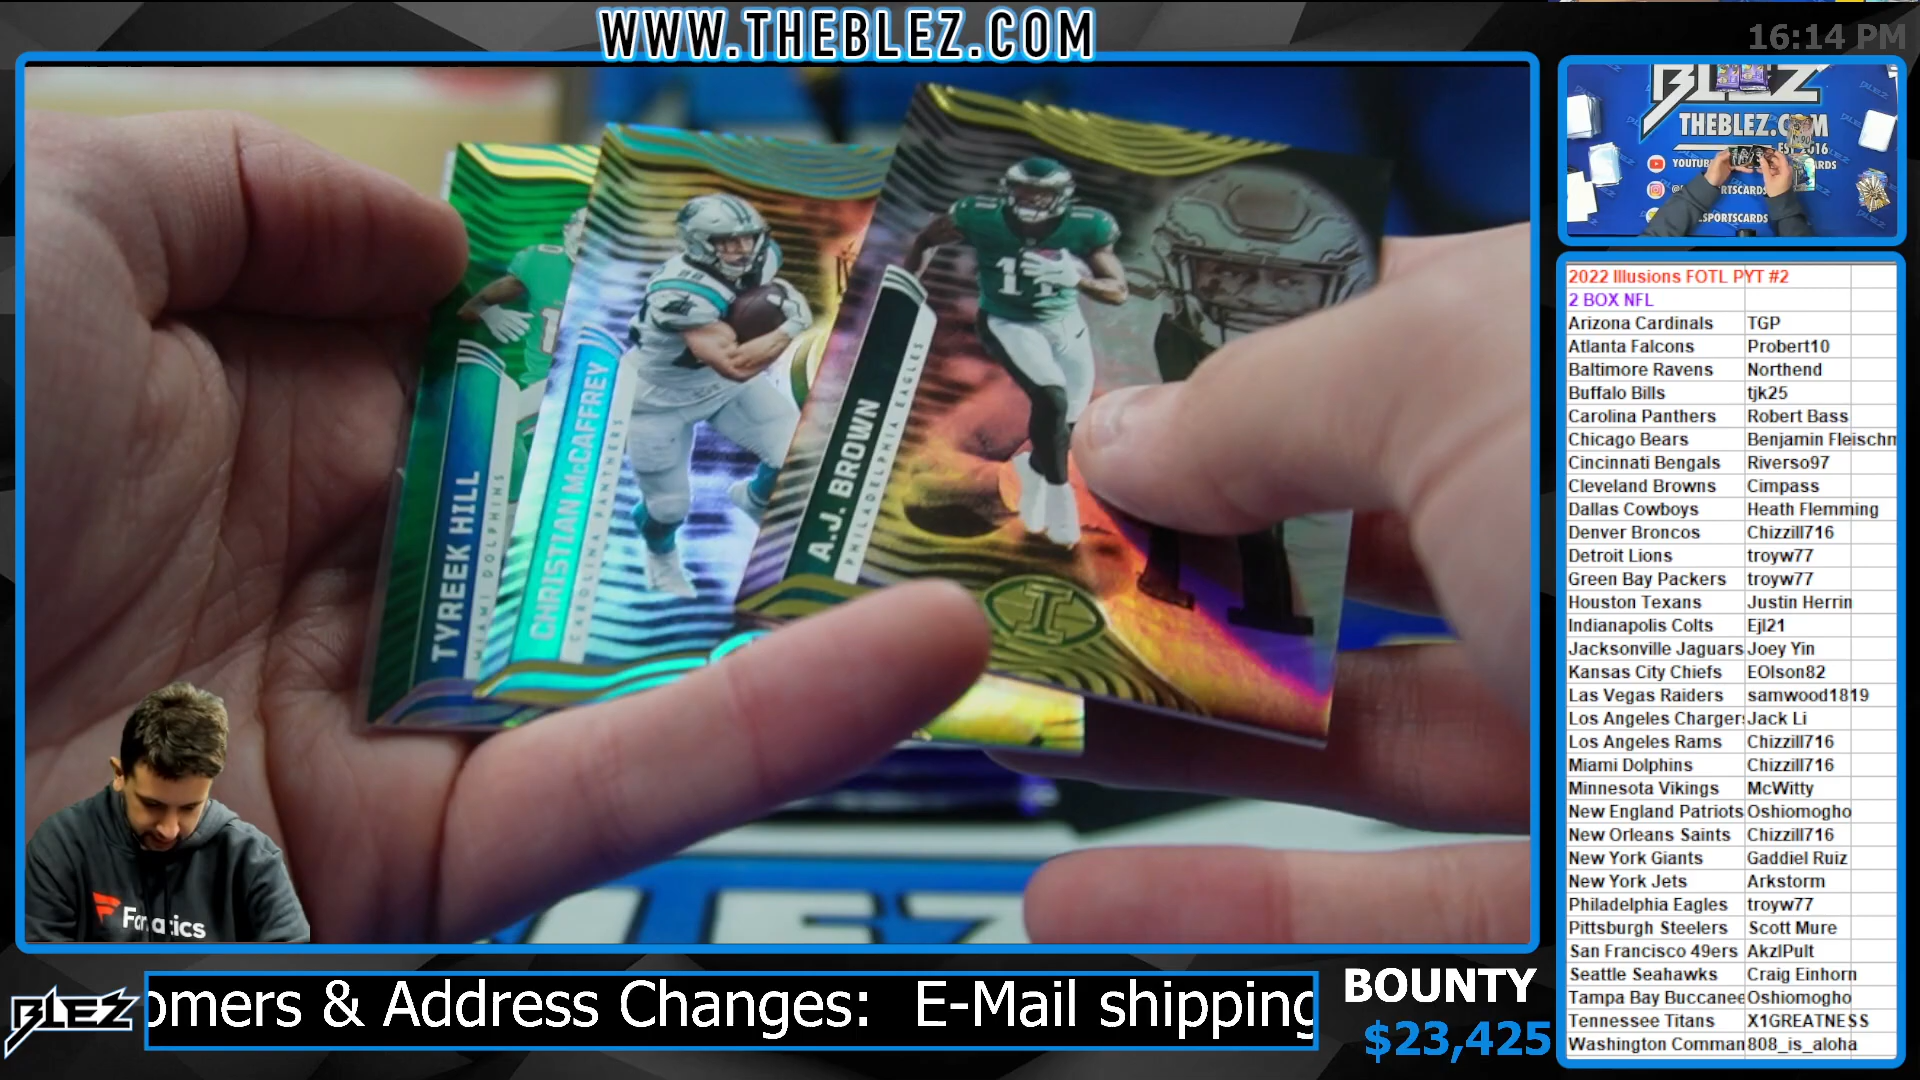 WWW.THEBLEZ.COM
16:14 PM
BLEZ
THEBLEZ.COM
EST 2016
TYREEK HILL
MIAMI DOLPHINS
CHRISTIAN McCAFFREY
CAROLINA PANTHERS
A.J. BROWN
PHILADELPHIA EAGLES
11
I
Fanatics
2022 Illusions FOTL PYT #2
2 BOX NFL
Arizona Cardinals TGP
Atlanta Falcons Probert10
Baltimore Ravens Northend
Buffalo Bills tjk25
Carolina Panthers Robert Bass
Chicago Bears Benjamin Fleischm
Cincinnati Bengals Riverso97
Cleveland Browns Cimpass
Dallas Cowboys Heath Flemming
Denver Broncos Chizzill716
Detroit Lions troyw77
Green Bay Packers troyw77
Houston Texans Justin Herrin
Indianapolis Colts Ejl21
Jacksonville Jaguars Joey Yin
Kansas City Chiefs EOlson82
Las Vegas Raiders samwood1819
Los Angeles Chargers Jack Li
Los Angeles Rams Chizzill716
Miami Dolphins Chizzill716
Minnesota Vikings McWitty
New England Patriots Oshiomogho
New Orleans Saints Chizzill716
New York Giants Gaddiel Ruiz
New York Jets Arkstorm
Philadelphia Eagles troyw77
Pittsburgh Steelers Scott Mure
San Francisco 49ers AkzlPult
Seattle Seahawks Craig Einhorn
Tampa Bay Buccanee Oshiomogho
Tennessee Titans X1GREATNESS
Washington Comman 808_is_aloha
BLEZ
omers & Address Changes: E-Mail shipping
BOUNTY
$23,425